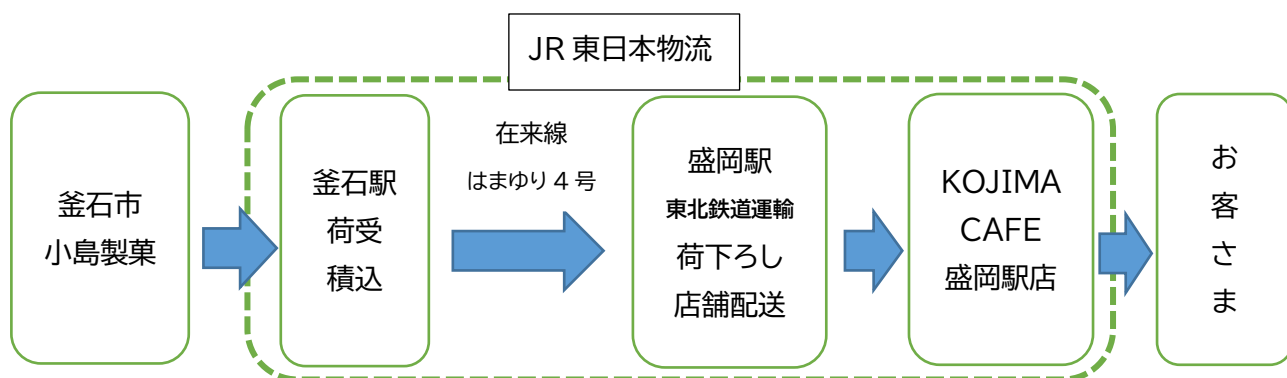 JR 東日本物流
釜石市
小島製菓
釜石駅
荷受
積込
在来線
はまゆり 4 号
盛岡駅
東北鉄道運輸
荷下ろし
店舗配送
KOJIMA
CAFE
盛岡駅店
お客さま